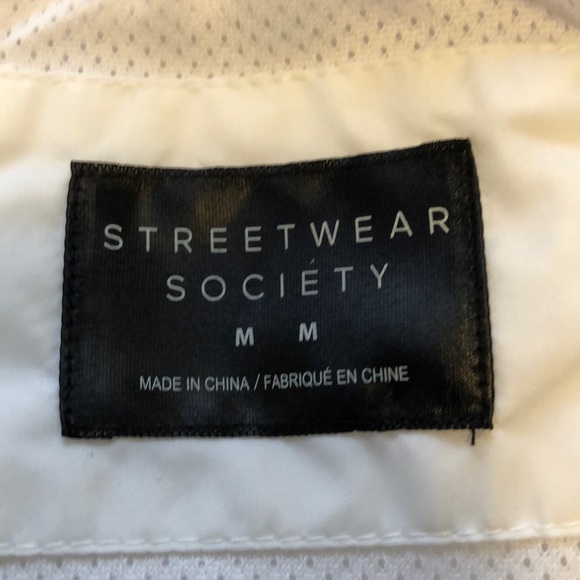 STREETWEAR
SOCIÉTY
M M
MADE IN CHINA / FABRIQUÉ EN CHINE